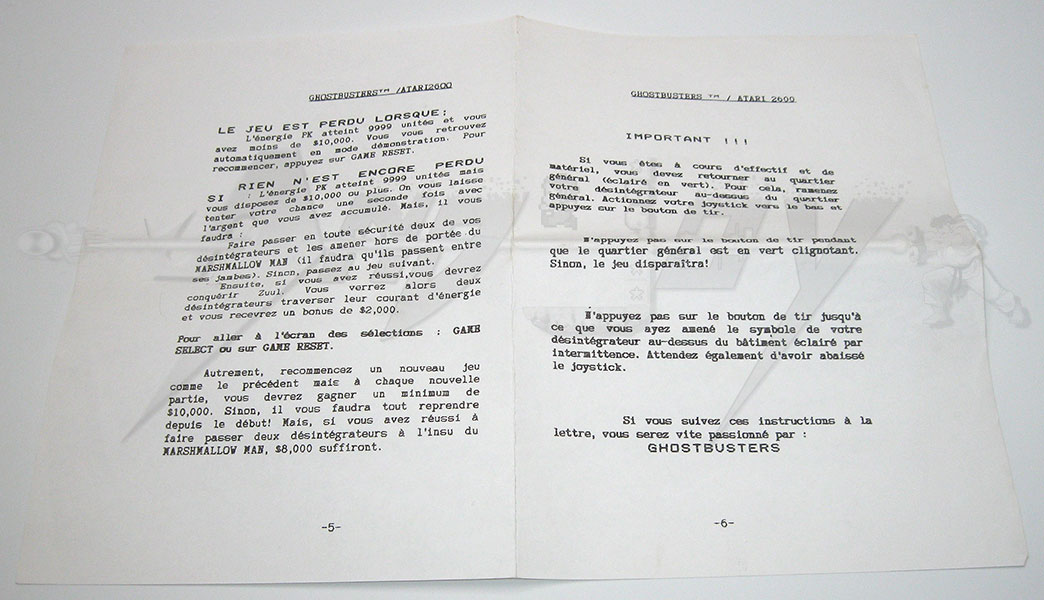 GHOSTBUSTERS™ /ATARI2600
LE JEU EST PERDU LORSQUE:
L'énergie PK atteint 9999 unités et vous
avez moins de $10,000. Vous vous retrouvez
automatiquement en mode démonstration. Pour
recommencer, appuyez sur GAME RESET.
SI RIEN N'EST ENCORE PERDU
: L'énergie PK atteint 9999 unités mais
vous disposez de $10,000 ou plus. On vous laisse
tenter votre chance une seconde fois avec
l'argent que vous avez accumulé. Mais, il vous
faudra :
Faire passer en toute sécurité deux de vos
désintégrateurs et les amener hors de portée du
MARSHMALLOW MAN (il faudra qu'ils passent entre
ses jambes). Sinon, passez au jeu suivant.
Ensuite, si vous avez réussi,vous devrez
conquérir Zuul. Vous verrez alors deux
désintégrateurs traverser leur courant d'énergie
et vous recevrez un bonus de $2,000.
Pour aller à l'écran des sélections : GAME
SELECT ou sur GAME RESET.
Autrement, recommencez un nouveau jeu
comme le précédent mais à chaque nouvelle
partie, vous devrez gagner un minimum de
$10,000. Sinon, il vous faudra tout reprendre
depuis le début! Mais, si vous avez réussi à
faire passer deux désintégrateurs à l'insu du
MARSHMALLOW MAN, $8,000 suffiront.
-5-
GHOSTBUSTERS ™ / ATARI 2600
IMPORTANT !!!
Si vous êtes à cours d'effectif et de
matériel, vous devez retourner au quartier
général (éclairé en vert). Pour cela, ramenez
votre désintégrateur au-dessus du quartier
général. Actionnez votre joystick vers le bas et
appuyez sur le bouton de tir.
N'appuyez pas sur le bouton de tir pendant
que le quartier général est en vert clignotant.
Sinon, le jeu disparaîtra!
N'appuyez pas sur le bouton de tir jusqu'à
ce que vous ayez amené le symbole de votre
désintégrateur au-dessus du bâtiment éclairé par
intermittence. Attendez également d'avoir abaissé
le joystick.
Si vous suivez ces instructions à la
lettre, vous serez vite passionné par :
GHOSTBUSTERS
-6-